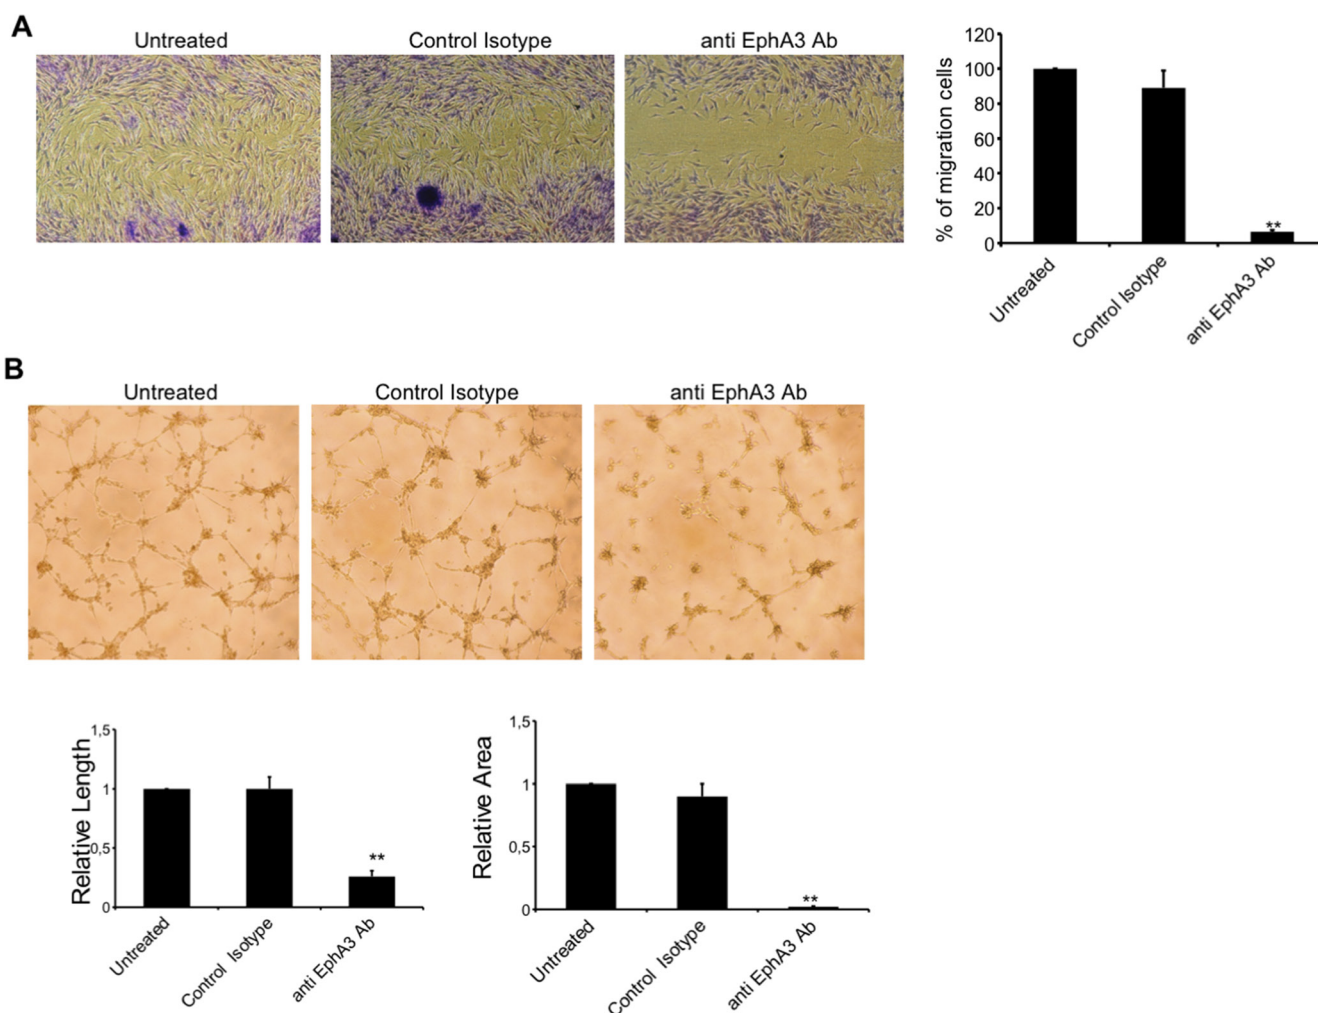 A
Untreated
Control Isotype
anti EphA3 Ab
% of migration cells
120
100
80
60
40
20
0
**
Untreated
Control Isotype
anti EphA3 Ab
B
Untreated
Control Isotype
anti EphA3 Ab
Relative Length
1,5
1
0,5
0
**
Untreated
Control Isotype
anti EphA3 Ab
Relative Area
1,5
1
0,5
0
**
Untreated
Control Isotype
anti EphA3 Ab